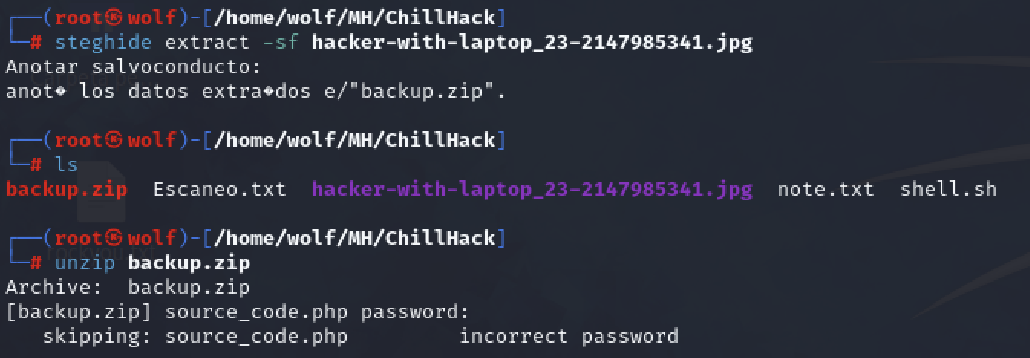 ┌──(root㉿wolf)-[/home/wolf/MH/ChillHack]
└─# steghide extract -sf hacker-with-laptop_23-2147985341.jpg
Anotar salvoconducto:
anot� los datos extra�dos e/"backup.zip".
┌──(root㉿wolf)-[/home/wolf/MH/ChillHack]
└─# ls
backup.zip  Escaneo.txt  hacker-with-laptop_23-2147985341.jpg  note.txt  shell.sh
┌──(root㉿wolf)-[/home/wolf/MH/ChillHack]
└─# unzip backup.zip
Archive:  backup.zip
[backup.zip] source_code.php password:
   skipping: source_code.php         incorrect password